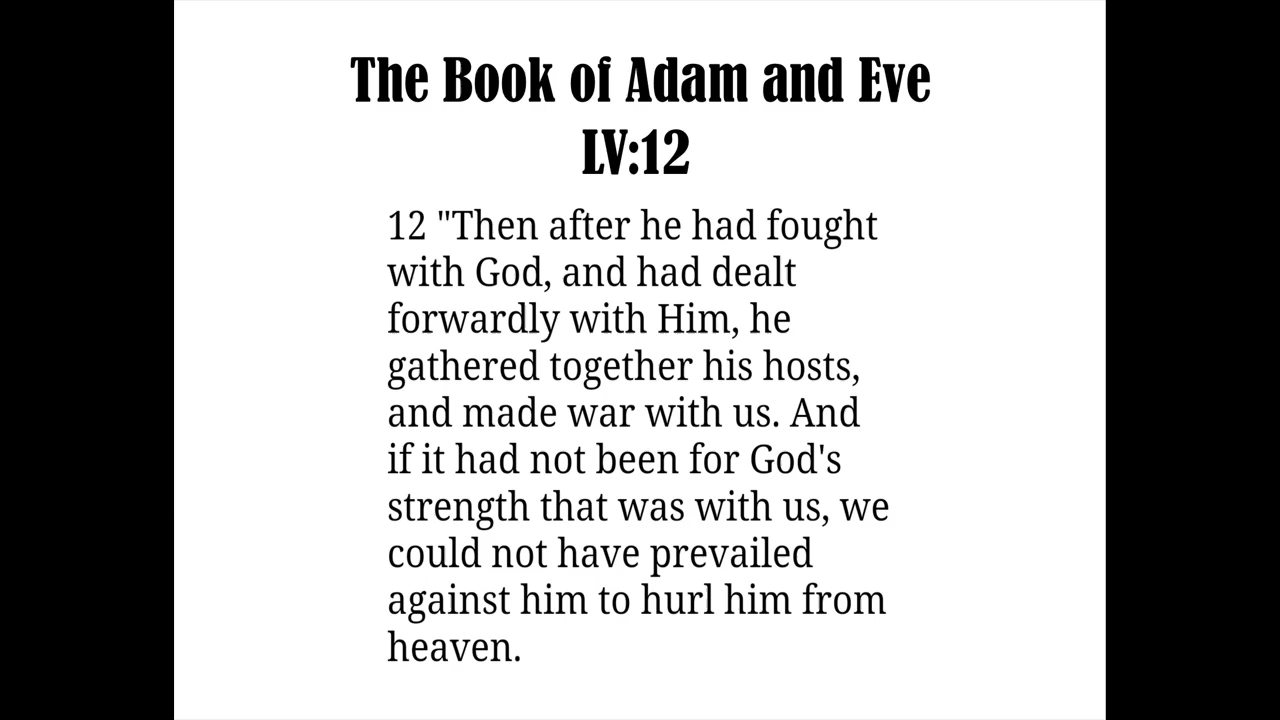 The Book of Adam and Eve
LV:12
12 "Then after he had fought
with God, and had dealt
forwardly with Him, he
gathered together his hosts,
and made war with us. And
if it had not been for God's
strength that was with us, we
could not have prevailed
against him to hurl him from
heaven.